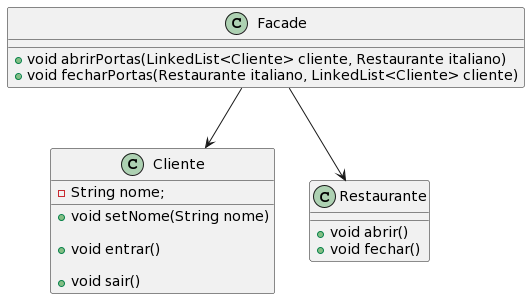 C Facade
void abrirPortas(LinkedList<Cliente> cliente, Restaurante italiano)
void fecharPortas(Restaurante italiano, LinkedList<Cliente> cliente)
C Cliente
String nome;
void setNome(String nome)
void entrar()
void sair()
C Restaurante
void abrir()
void fechar()